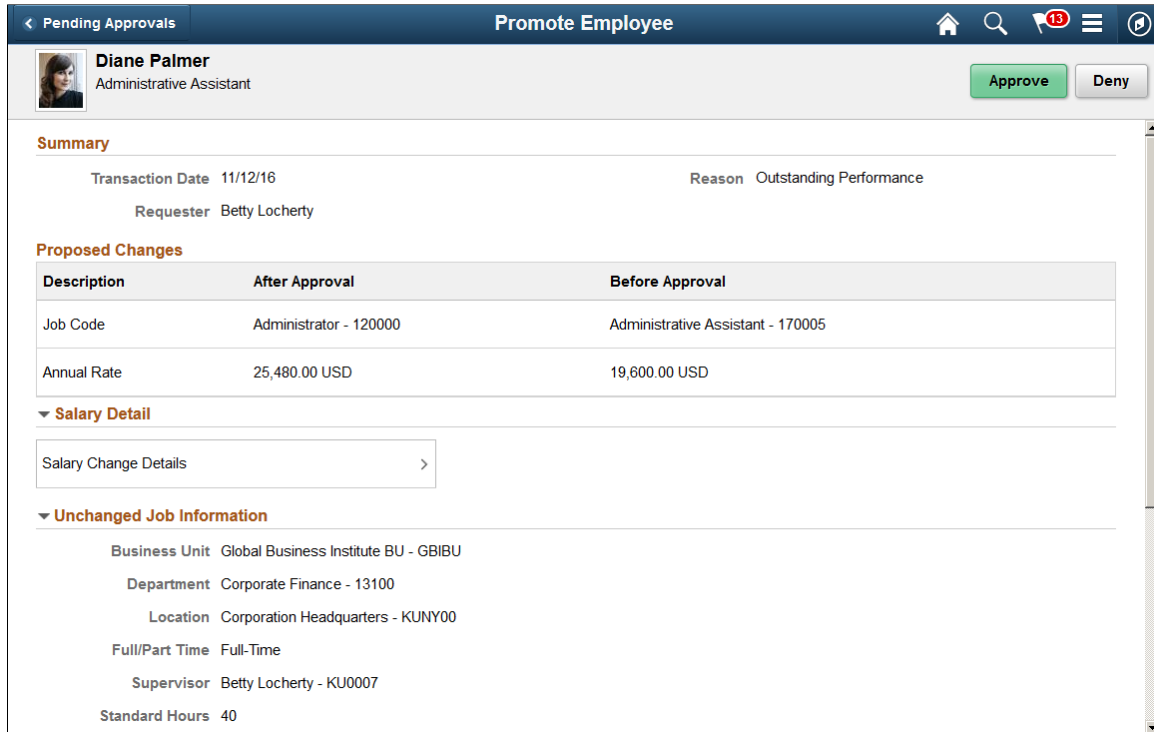 Pending Approvals
Promote Employee
13
Diane Palmer
Administrative Assistant
Approve
Deny
Summary
Transaction Date 11/12/16
Reason Outstanding Performance
Requester Betty Locherty
Proposed Changes
Description After Approval Before Approval
Job Code Administrator - 120000 Administrative Assistant - 170005
Annual Rate 25,480.00 USD 19,600.00 USD
Salary Detail
Salary Change Details
Unchanged Job Information
Business Unit Global Business Institute BU - GBIBU
Department Corporate Finance - 13100
Location Corporation Headquarters - KUNY00
Full/Part Time Full-Time
Supervisor Betty Locherty - KU0007
Standard Hours 40